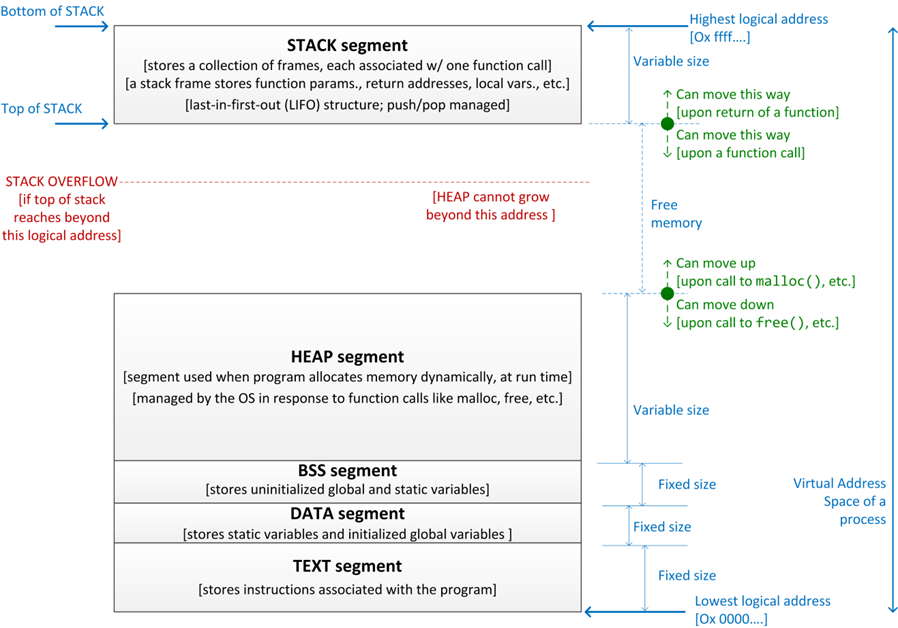 Bottom of STACK
Highest logical address
[Ox ffff....]
STACK segment
[stores a collection of frames, each associated w/ one function call]
[a stack frame stores function params., return addresses, local vars., etc.]
[last-in-first-out (LIFO) structure; push/pop managed]
Variable size
Top of STACK
Can move this way
[upon return of a function]
Can move this way
[upon a function call]
STACK OVERFLOW
[if top of stack
reaches beyond
this logical address]
[HEAP cannot grow
beyond this address ]
Free
memory
Can move up
[upon call to malloc(), etc.]
Can move down
[upon call to free(), etc.]
HEAP segment
[segment used when program allocates memory dynamically, at run time]
[managed by the OS in response to function calls like malloc, free, etc.]
Variable size
BSS segment
[stores uninitialized global and static variables]
Fixed size
Virtual Address
Space of a
process
DATA segment
[stores static variables and initialized global variables ]
Fixed size
TEXT segment
[stores instructions associated with the program]
Fixed size
Lowest logical address
[Ox 0000....]